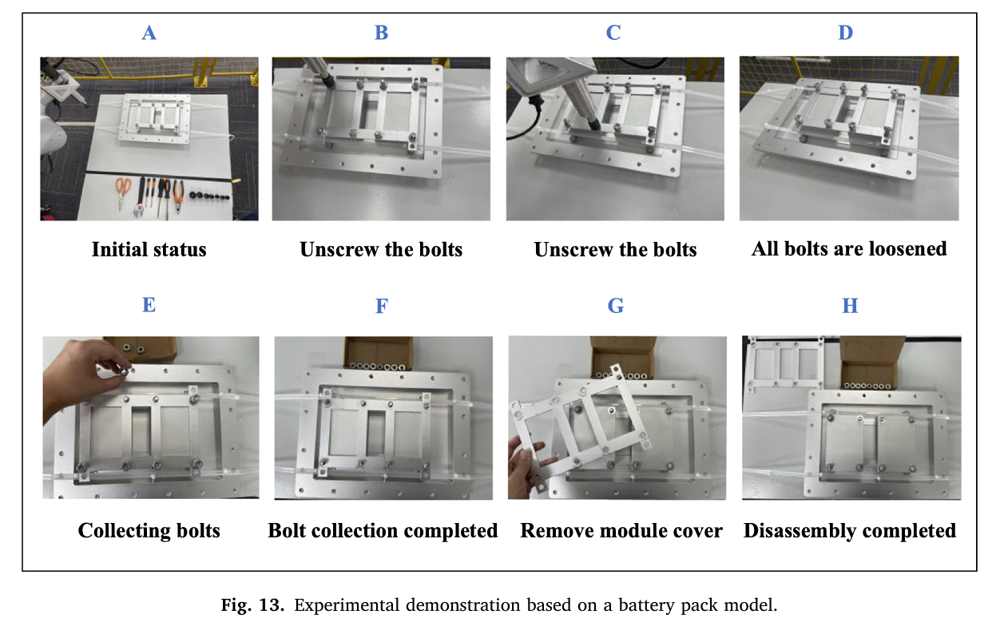 A B C D
Initial status Unscrew the bolts Unscrew the bolts All bolts are loosened
E F G H
Collecting bolts Bolt collection completed Remove module cover Disassembly completed
Fig. 13. Experimental demonstration based on a battery pack model.